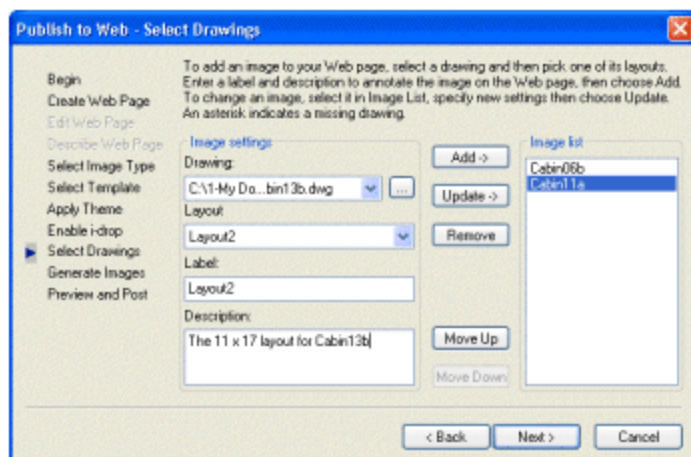 Publish to Web - Select Drawings
To add an image to your Web page, select a drawing and then pick one of its layouts.
Enter a label and description to annotate the image on the Web page, then choose Add.
To change an image, select it in Image List, specify new settings then choose Update.
An asterisk indicates a missing drawing.
Begin
Create Web Page
Edit Web Page
Describe Web Page
Select Image Type
Select Template
Apply Theme
Enable i-drop
Select Drawings
Generate Images
Preview and Post
Image settings
Drawing:
C:\1-My Do...bin13b.dwg
...
Layout
Layout2
Label:
Layout2
Description:
The 11 x 17 layout for Cabin13b
Add ->
Update ->
Remove
Move Up
Move Down
Image list
Cabin06b
Cabin11a
< Back
Next >
Cancel